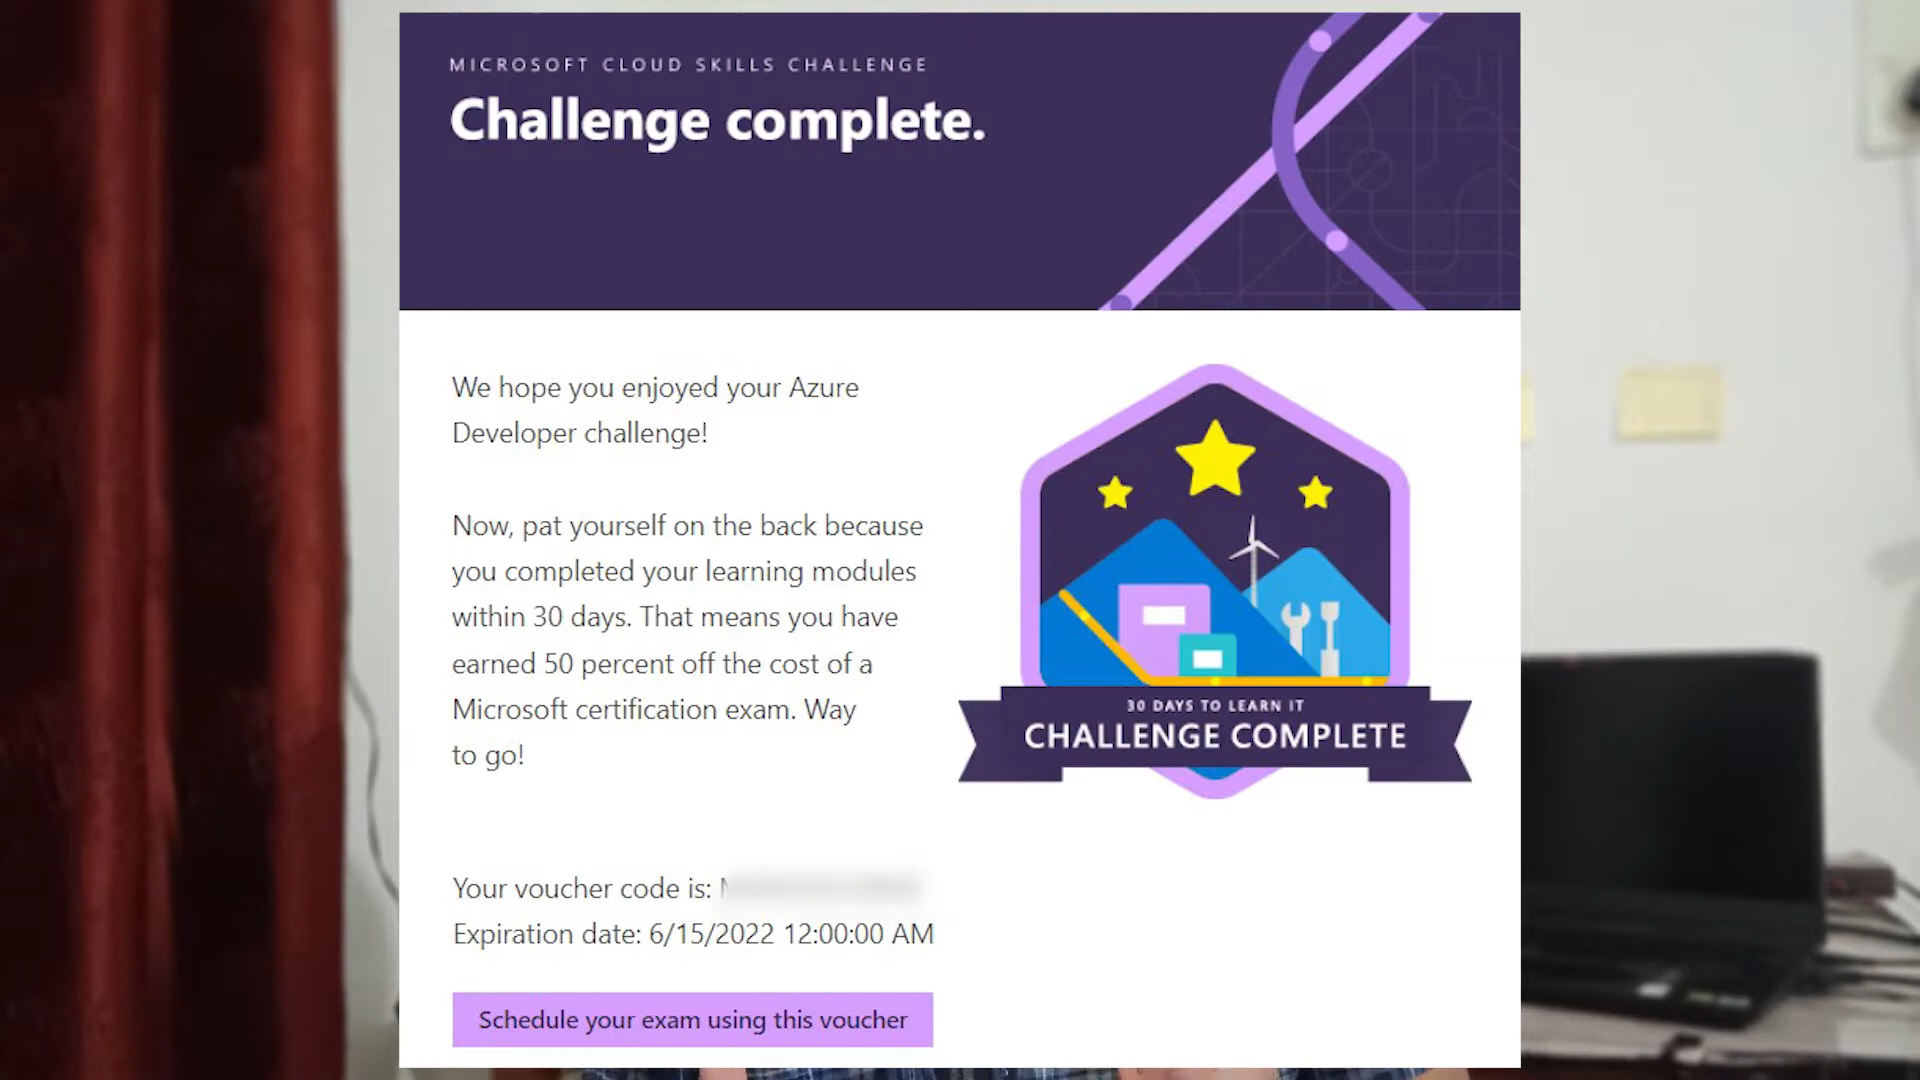 MICROSOFT CLOUD SKILLS CHALLENGE
Challenge complete.
We hope you enjoyed your Azure
Developer challenge!
Now, pat yourself on the back because
you completed your learning modules
within 30 days. That means you have
earned 50 percent off the cost of a
Microsoft certification exam. Way
to go!
30 DAYS TO LEARN IT
CHALLENGE COMPLETE
Your voucher code is:
Expiration date: 6/15/2022 12:00:00 AM
Schedule your exam using this voucher